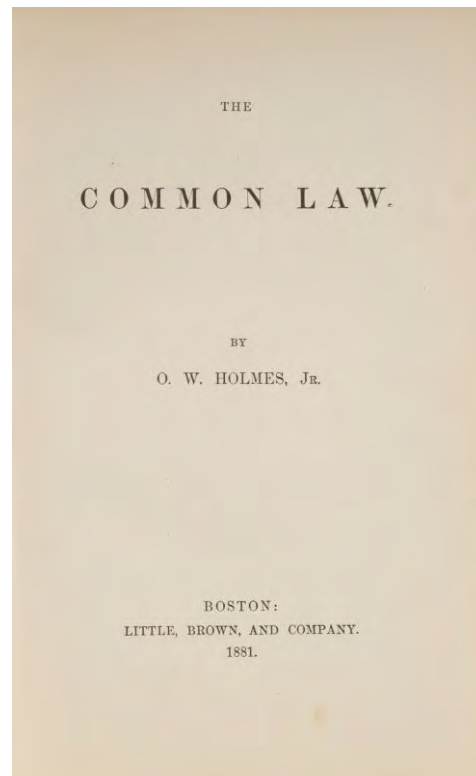 THE
COMMON LAW.
BY
O. W. HOLMES, JR.
BOSTON:
LITTLE, BROWN, AND COMPANY.
1881.